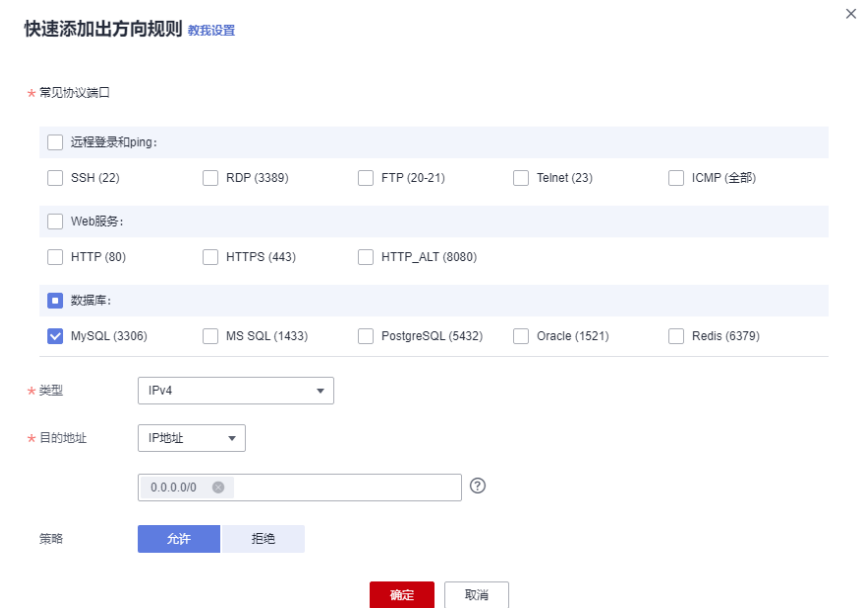 快速添加出方向规则 教我设置
* 常见协议端口
远程登录和ping:
SSH (22) RDP (3389) FTP (20-21) Telnet (23) ICMP (全部)
Web服务:
HTTP (80) HTTPS (443) HTTP_ALT (8080)
数据库:
MySQL (3306) MS SQL (1433) PostgreSQL (5432) Oracle (1521) Redis (6379)
* 类型 IPv4
* 目的地址 IP地址
0.0.0.0/0
策略 允许 拒绝
确定 取消